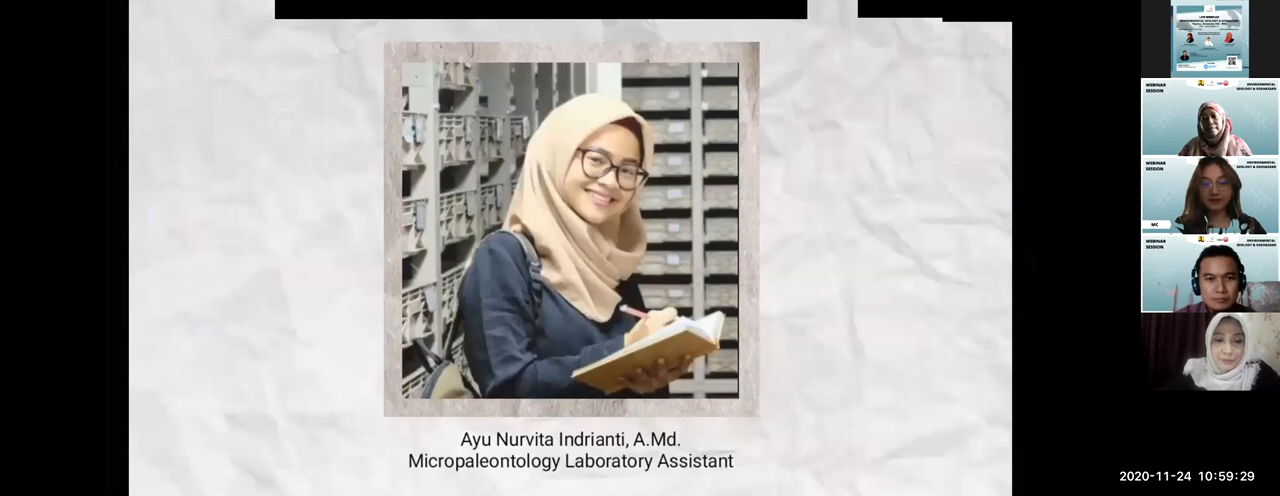 Ayu Nurvita Indrianti, A.Md.
Micropaleontology Laboratory Assistant
WEBINAR
SESSION
ENVIRONMENTAL
GEOLOGY & GEOHAZARD
WEBINAR
SESSION
ENVIRONMENTAL
GEOLOGY & GEOHAZARD
MC
WEBINAR
SESSION
ENVIRONMENTAL
GEOLOGY & GEOHAZARD
2020-11-24 10:59:29